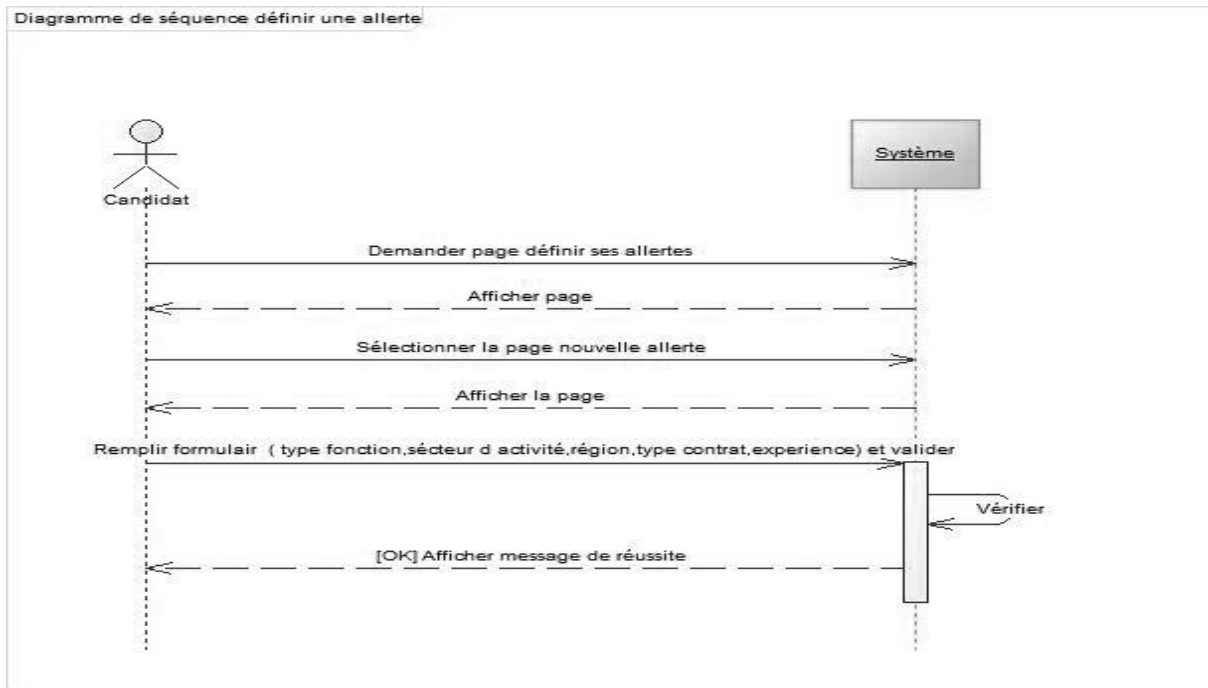 Diagramme de séquence définir une allerte
Candidat
Système
Demander page définir ses allertes
Afficher page
Sélectionner la page nouvelle allerte
Afficher la page
Remplir formulair ( type fonction,sécteur d activité,région,type contrat,experience) et valider
Vérifier
[OK] Afficher message de réussite